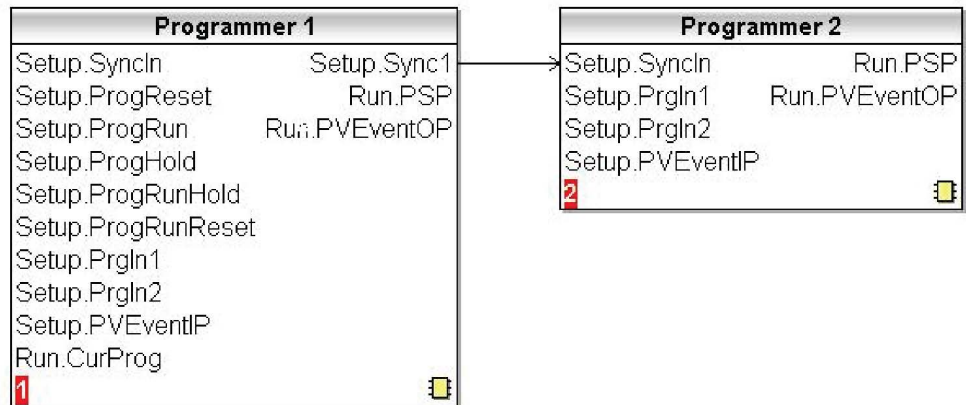 Programmer 1
Setup.SyncIn Setup.Sync1
Setup.ProgReset Run.PSP
Setup.ProgRun Run.PVEventOP
Setup.ProgHold
Setup.ProgRunHold
Setup.ProgRunReset
Setup.PrgIn1
Setup.PrgIn2
Setup.PVEventIP
Run.CurProg
1
Programmer 2
Setup.SyncIn Run.PSP
Setup.PrgIn1 Run.PVEventOP
Setup.PrgIn2
Setup.PVEventIP
2